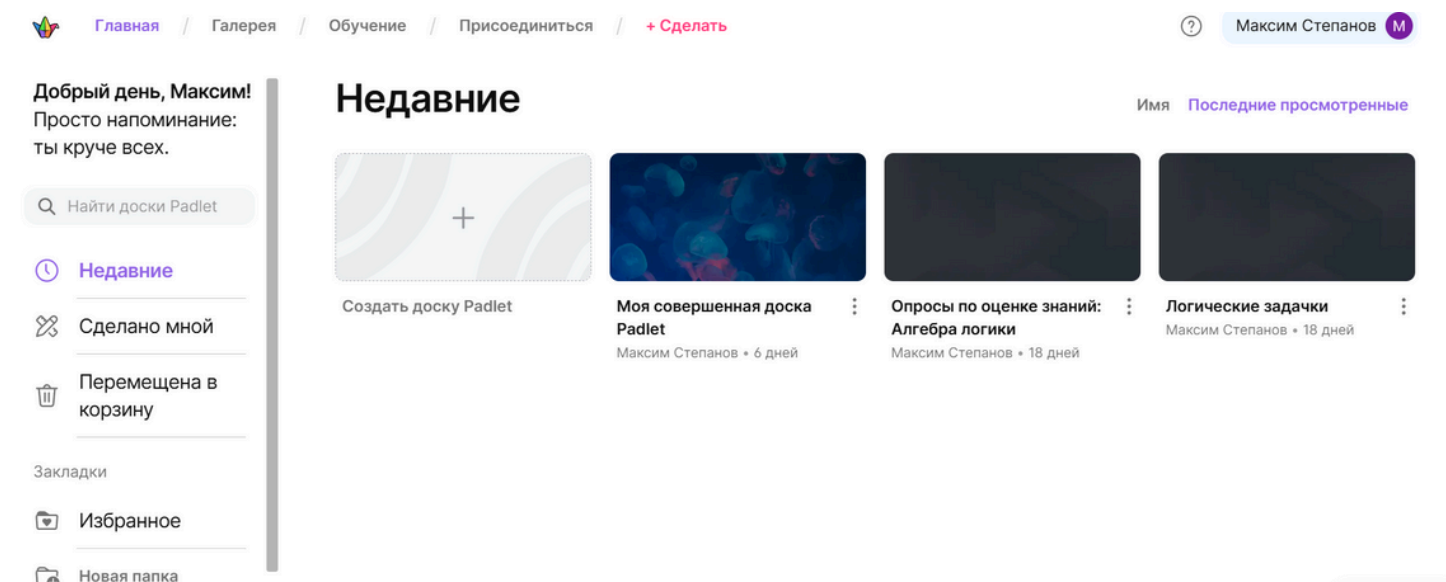 Главная / Галерея / Обучение / Присоединиться / + Сделать
? Максим Степанов М
Добрый день, Максим!
Просто напоминание:
ты круче всех.
Найти доски Padlet
Недавние
Сделано мной
Перемещена в
корзину
Закладки
Избранное
Новая папка
Недавние
Имя Последние просмотренные
Создать доску Padlet
Моя совершенная доска
Padlet
Максим Степанов • 6 дней
Опросы по оценке знаний:
Алгебра логики
Максим Степанов • 18 дней
Логические задачки
Максим Степанов • 18 дней